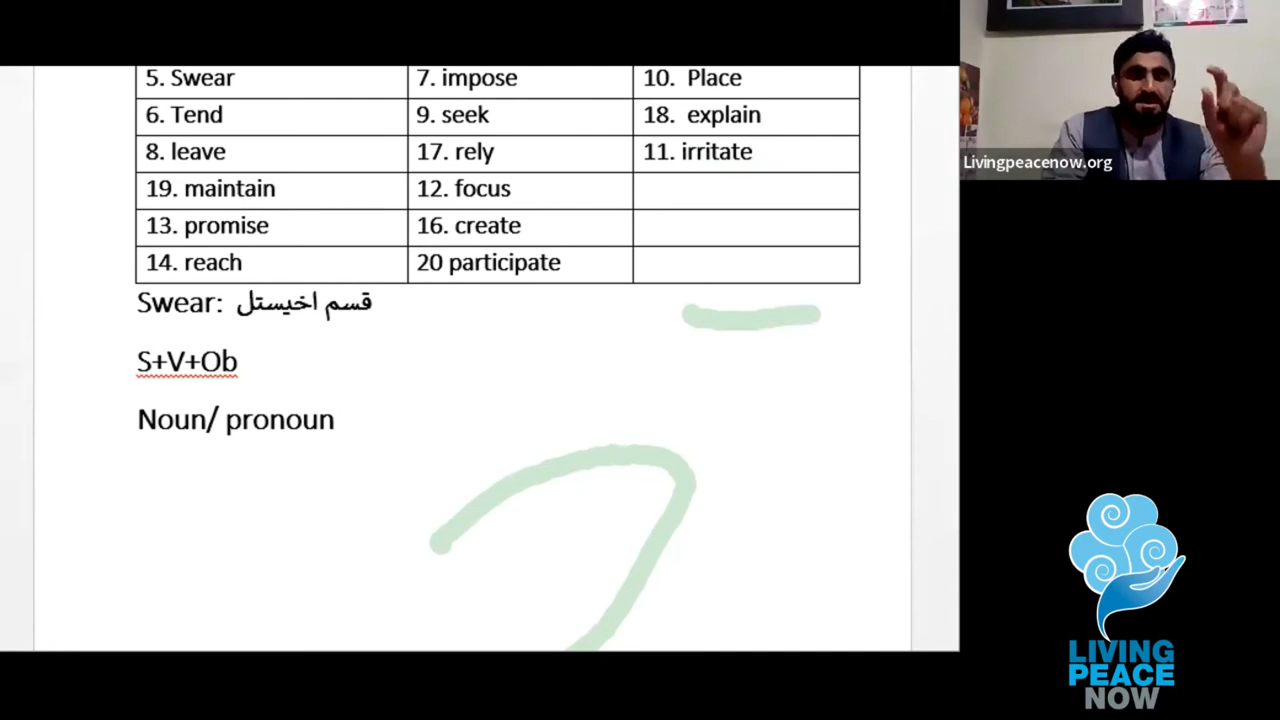 5. Swear 7. impose 10. Place
6. Tend 9. seek 18. explain
8. leave 17. rely 11. irritate
19. maintain 12. focus
13. promise 16. create
14. reach 20 participate
Swear: قسم اخیستل
S+V+Ob
Noun/ pronoun
Livingpeacenow.org
LIVING
PEACE
NOW